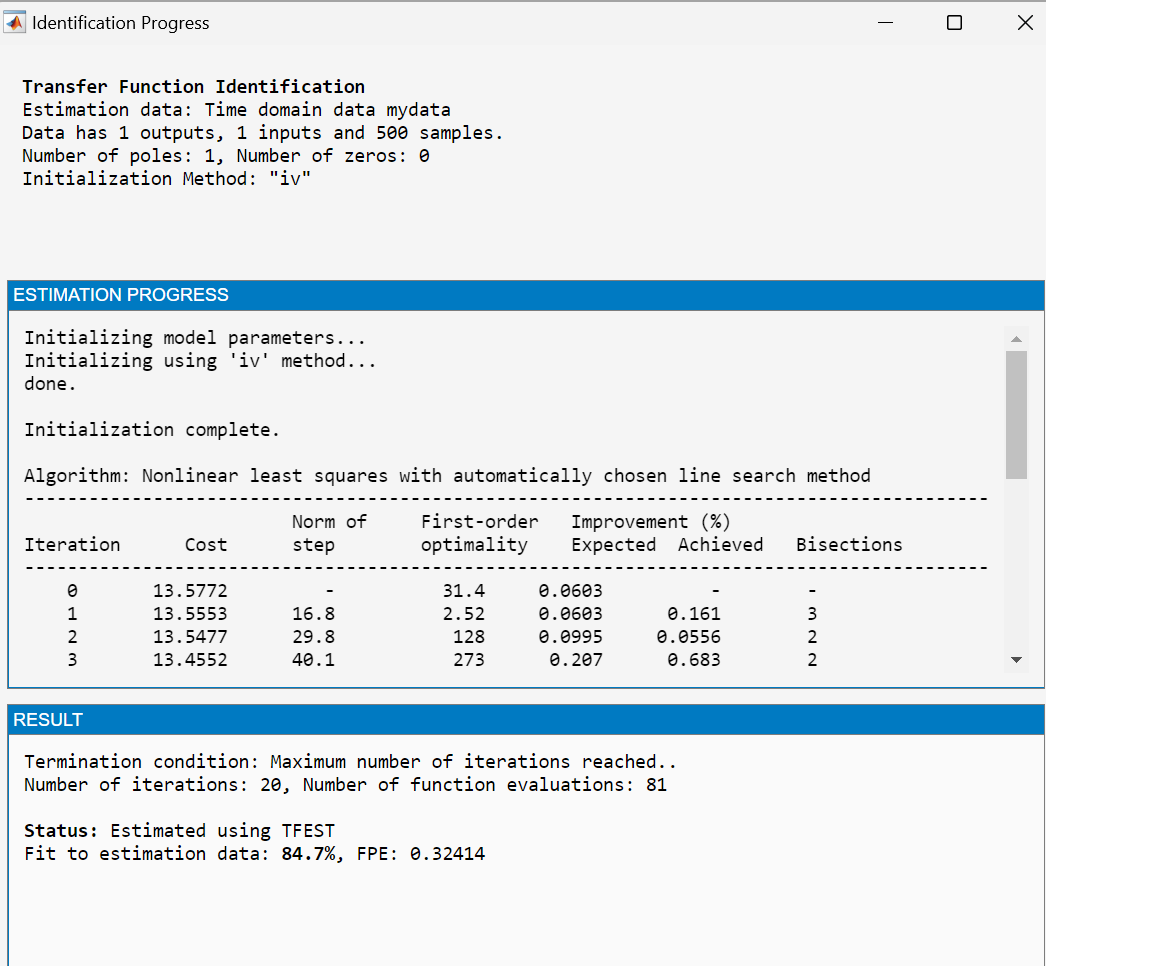 Identification Progress
Transfer Function Identification
Estimation data: Time domain data mydata
Data has 1 outputs, 1 inputs and 500 samples.
Number of poles: 1, Number of zeros: 0
Initialization Method: "iv"
ESTIMATION PROGRESS
Initializing model parameters...
Initializing using 'iv' method...
done.
Initialization complete.
Algorithm: Nonlinear least squares with automatically chosen line search method
------------------------------------------------------------------------------------------
Norm of First-order Improvement (%)
Iteration Cost step optimality Expected Achieved Bisections
------------------------------------------------------------------------------------------
0 13.5772 - 31.4 0.0603 - -
1 13.5553 16.8 2.52 0.0603 0.161 3
2 13.5477 29.8 128 0.0995 0.0556 2
3 13.4552 40.1 273 0.207 0.683 2
RESULT
Termination condition: Maximum number of iterations reached..
Number of iterations: 20, Number of function evaluations: 81
Status: Estimated using TFEST
Fit to estimation data: 84.7%, FPE: 0.32414